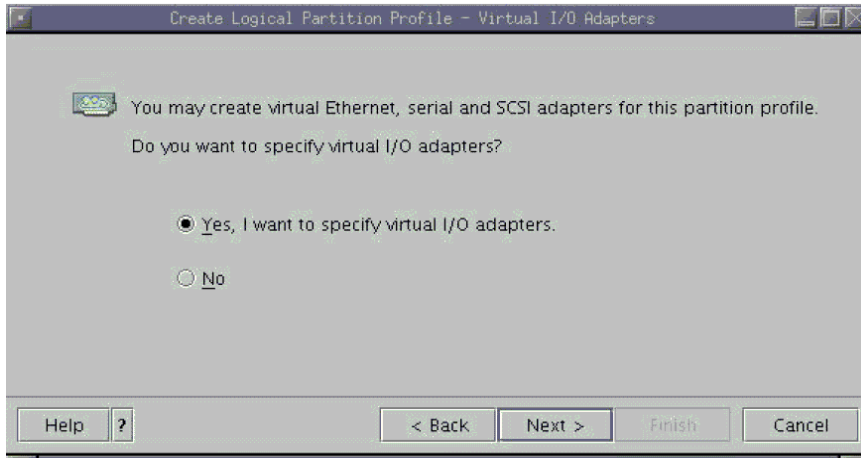 Create Logical Partition Profile - Virtual I/O Adapters
You may create virtual Ethernet, serial and SCSI adapters for this partition profile.
Do you want to specify virtual I/O adapters?
Yes, I want to specify virtual I/O adapters.
No
Help ? < Back Next > Finish Cancel